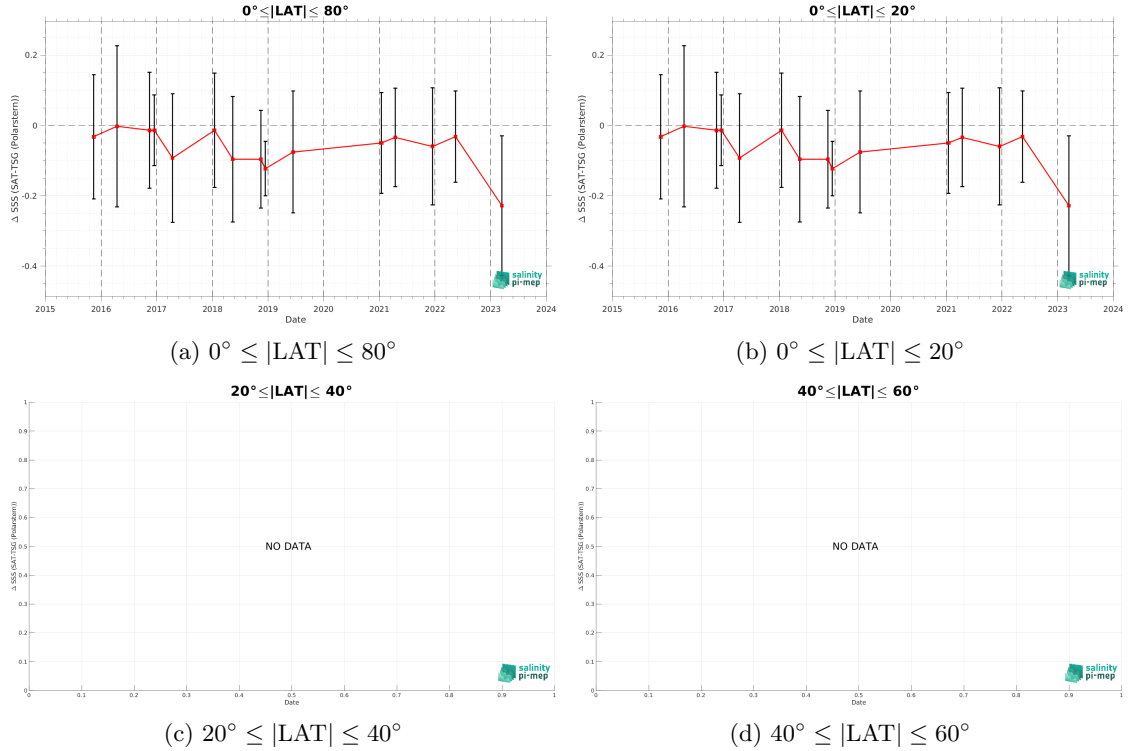 0°≤|LAT|≤ 80°
0.2
0
-0.2
-0.4
Δ SSS (SAT-TSG (Polarstern))
salinity
pi-mep
2015 2016 2017 2018 2019 2020 2021 2022 2023 2024
Date
(a) 0° ≤ |LAT| ≤ 80°
0°≤|LAT|≤ 20°
0.2
0
-0.2
-0.4
Δ SSS (SAT-TSG (Polarstern))
salinity
pi-mep
2015 2016 2017 2018 2019 2020 2021 2022 2023 2024
Date
(b) 0° ≤ |LAT| ≤ 20°
20°≤|LAT|≤ 40°
1
0.9
0.8
0.7
0.6
0.5
0.4
0.3
0.2
0.1
0
Δ SSS (SAT-TSG (Polarstern))
NO DATA
salinity
pi-mep
0 0.1 0.2 0.3 0.4 0.5 0.6 0.7 0.8 0.9 1
Date
(c) 20° ≤ |LAT| ≤ 40°
40°≤|LAT|≤ 60°
1
0.9
0.8
0.7
0.6
0.5
0.4
0.3
0.2
0.1
0
Δ SSS (SAT-TSG (Polarstern))
NO DATA
salinity
pi-mep
0 0.1 0.2 0.3 0.4 0.5 0.6 0.7 0.8 0.9 1
Date
(d) 40° ≤ |LAT| ≤ 60°